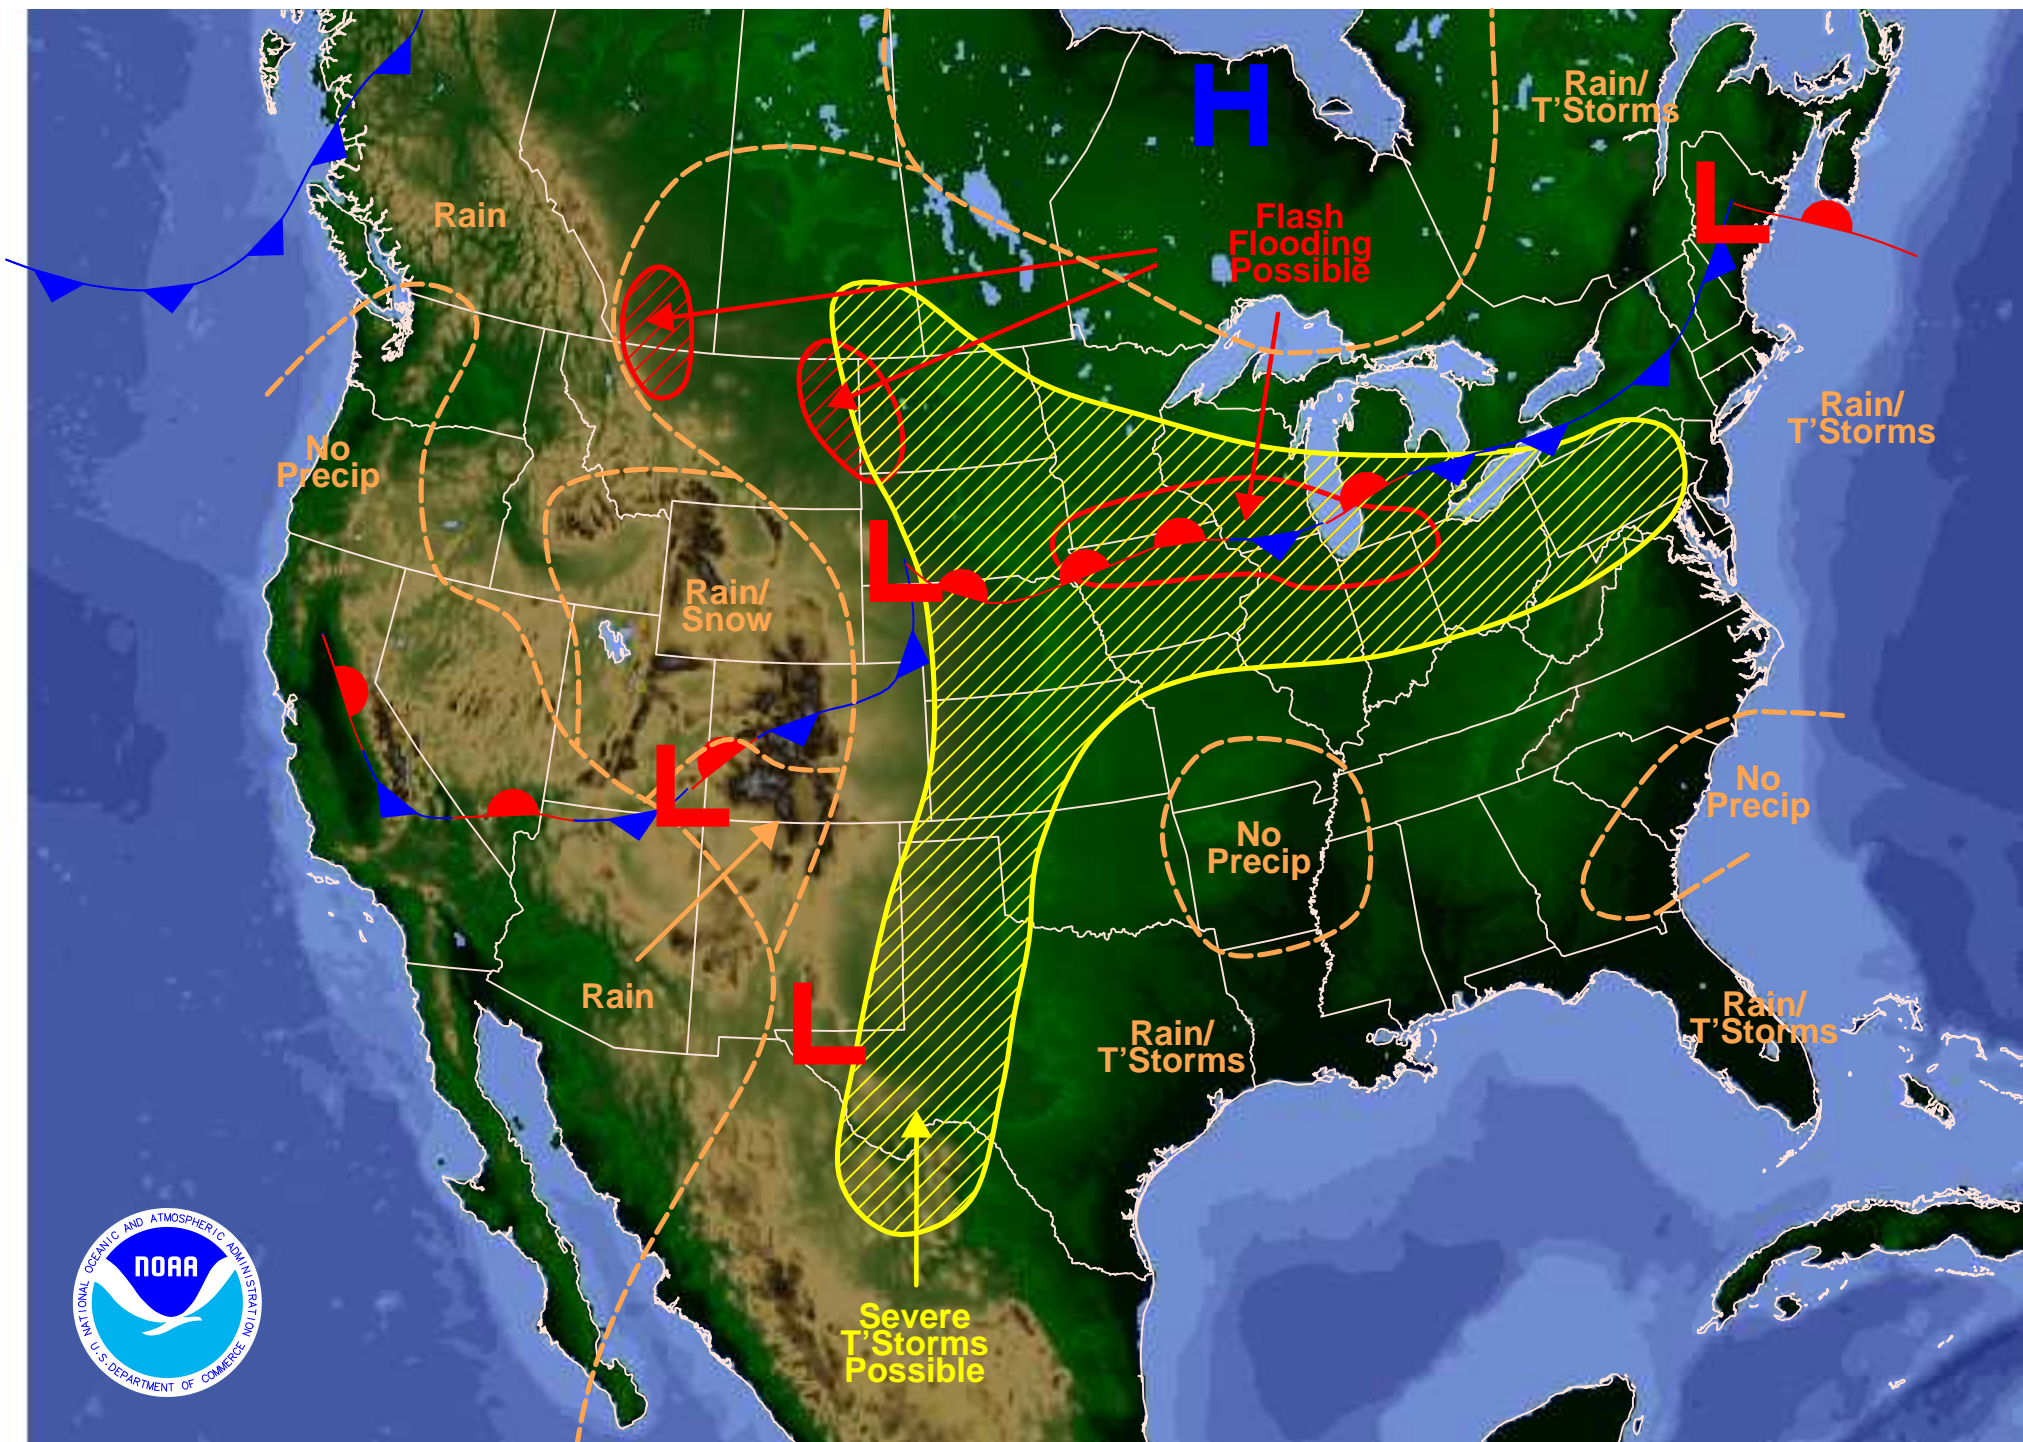 H
Rain/
T'Storms
Rain
L
Flash
Flooding
Possible
Rain/
T'Storms
No
Precip
L
Rain/
Snow
L
No
Precip
No
Precip
Rain
L
Rain/
T'Storms
Rain/
T'Storms
NATIONAL OCEANIC AND ATMOSPHERIC ADMINISTRATION
NOAA
U.S. DEPARTMENT OF COMMERCE
Severe
T'Storms
Possible